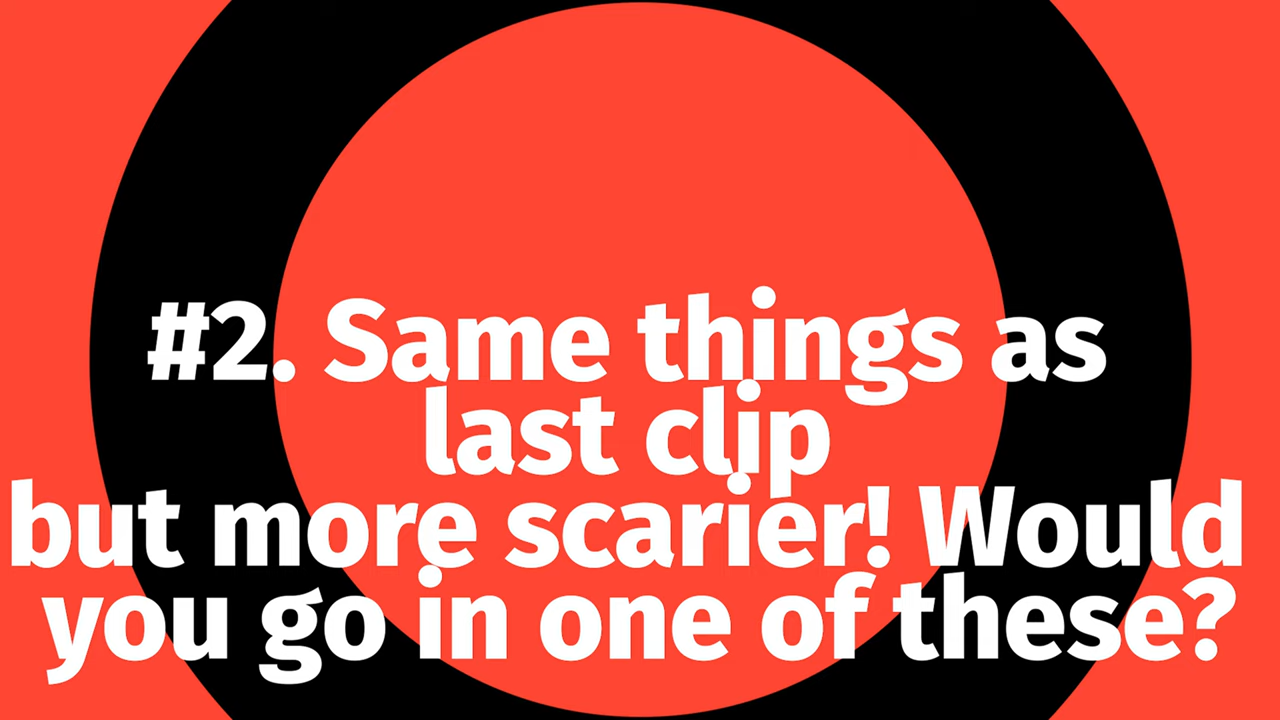 #2. Same things as
last clip
but more scarier! Would
you go in one of these?